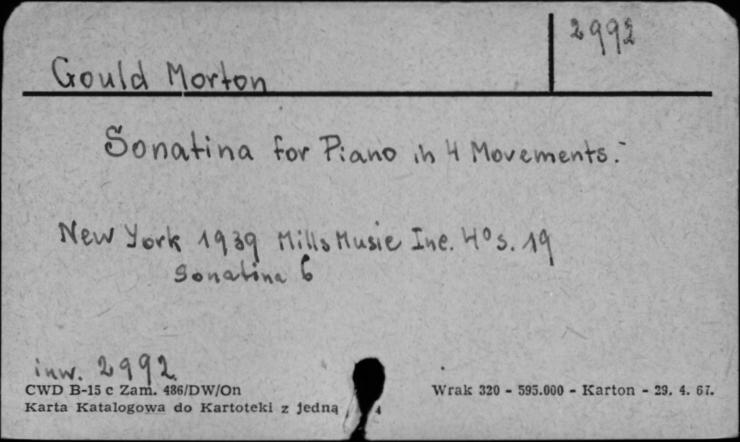 2992
Gould Morton
Sonatina for Piano in 4 Movements.-
New York 1939 Mills Music Inc. 4° s. 19
Sonatina 6
inw. 2992
CWD B-15 c Zam. 486/DW/On
Wrak 320 - 595.000 - Karton - 29. 4. 67.
Karta Katalogowa do Kartoteki z jedną